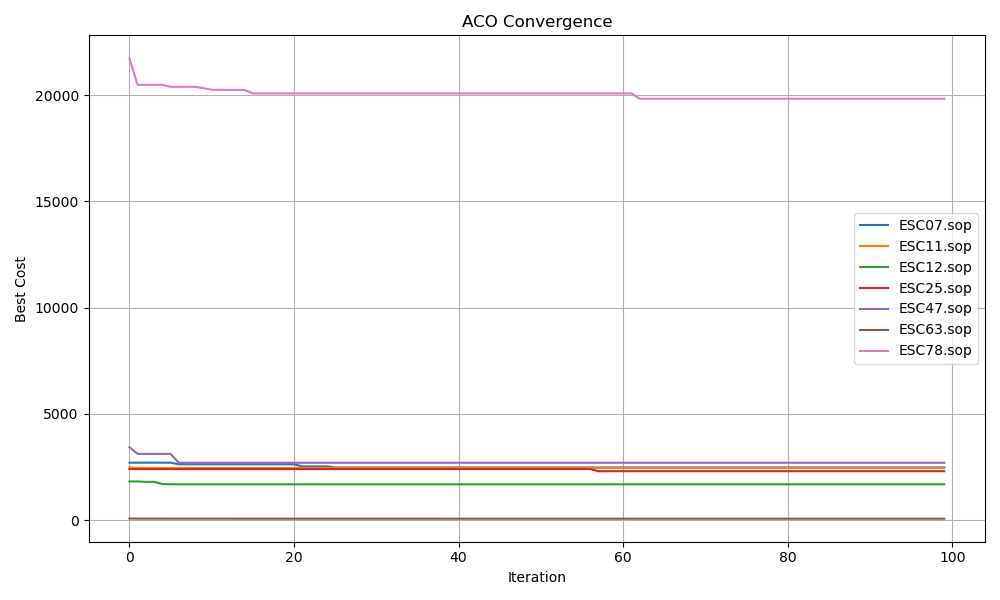 ACO Convergence
Best Cost
20000
15000
10000
5000
0
0 20 40 60 80 100
Iteration
ESC07.sop
ESC11.sop
ESC12.sop
ESC25.sop
ESC47.sop
ESC63.sop
ESC78.sop